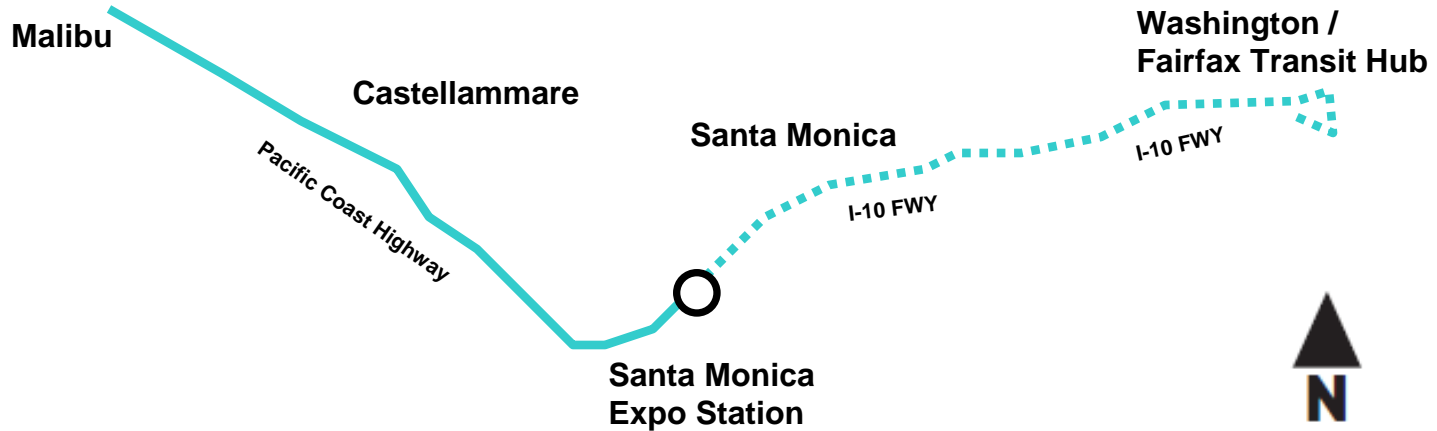 Malibu
Castellammare
Pacific Coast Highway
Santa Monica
Expo Station
Santa Monica
I-10 FWY
I-10 FWY
Washington /
Fairfax Transit Hub
N